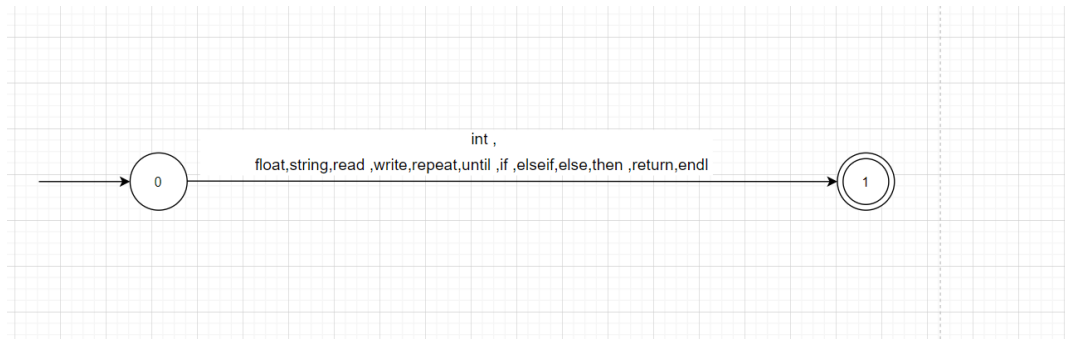 int ,
float,string,read ,write,repeat,until ,if ,elseif,else,then ,return,endl
0
1